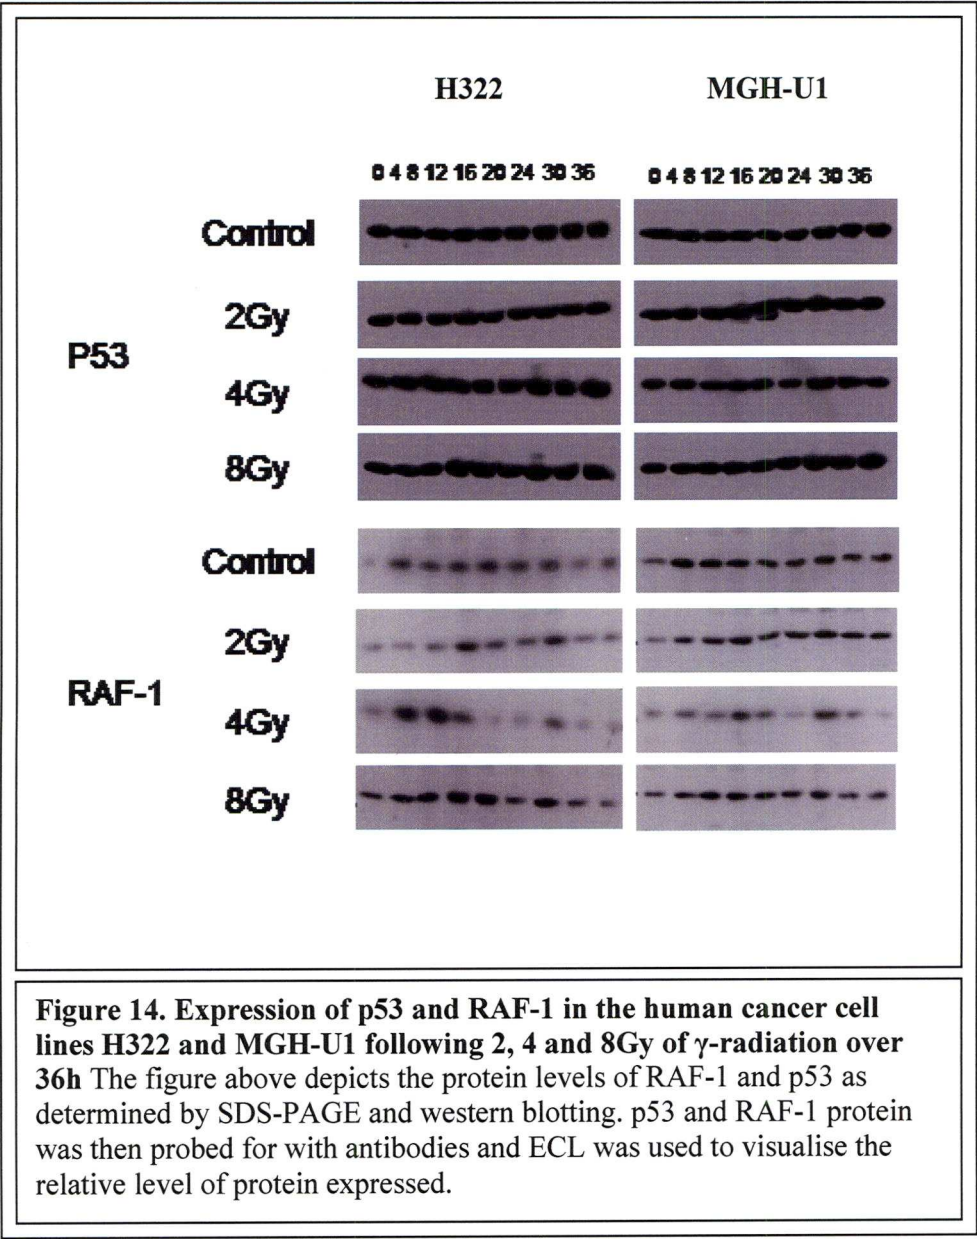 H322 MGH-U1
0 4 8 12 16 20 24 30 36 0 4 8 12 16 20 24 30 36
Control
2Gy
P53
4Gy
8Gy
Control
2Gy
RAF-1
4Gy
8Gy
Figure 14. Expression of p53 and RAF-1 in the human cancer cell
lines H322 and MGH-U1 following 2, 4 and 8Gy of γ-radiation over
36h The figure above depicts the protein levels of RAF-1 and p53 as
determined by SDS-PAGE and western blotting. p53 and RAF-1 protein
was then probed for with antibodies and ECL was used to visualise the
relative level of protein expressed.